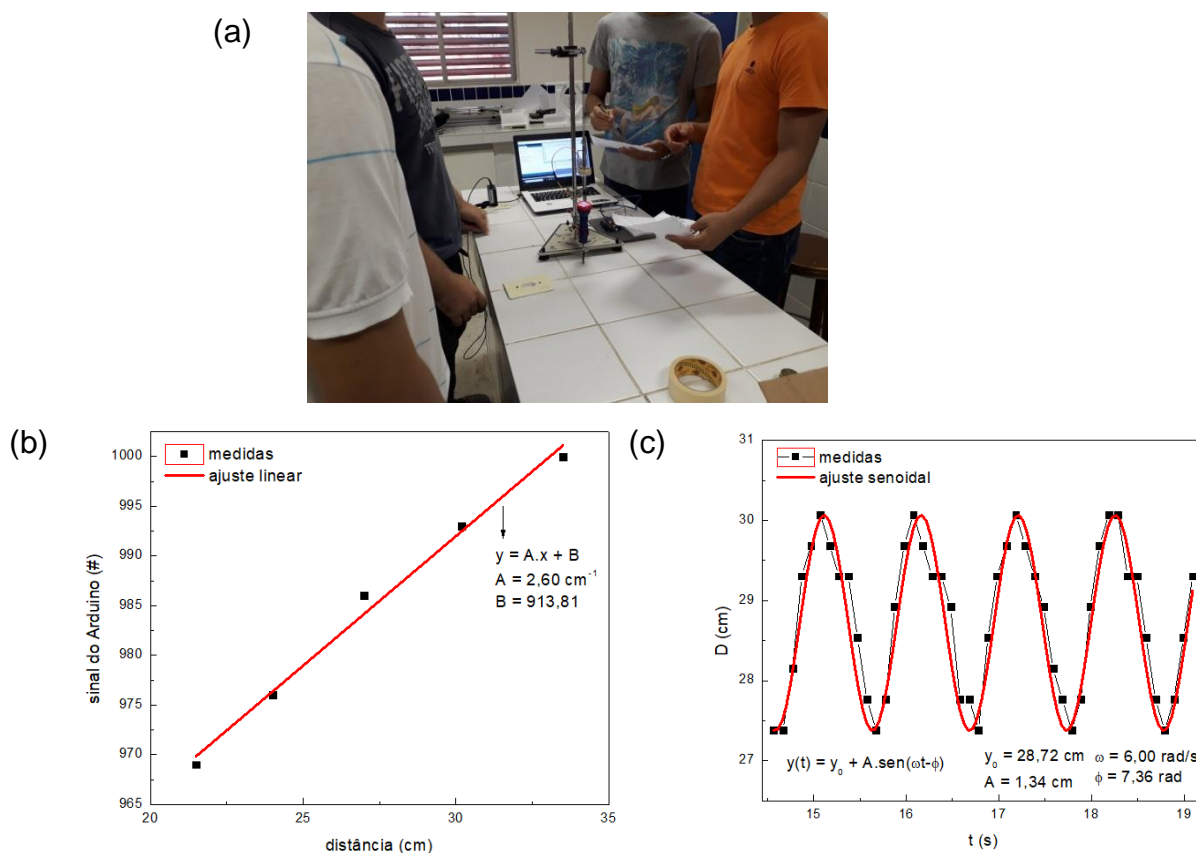 (a)
(b)
medidas
ajuste linear
y = A.x + B
A = 2,60 cm⁻¹
B = 913,81
sinal do Arduino (#)
1000
995
990
985
980
975
970
965
20
25
30
35
distância (cm)
(c)
medidas
ajuste senoidal
y(t) = y₀ + A.sen(ωt-ϕ)
y₀ = 28,72 cm
ω = 6,00 rad/s
A = 1,34 cm
ϕ = 7,36 rad
D (cm)
31
30
29
28
27
15
16
17
18
19
t (s)